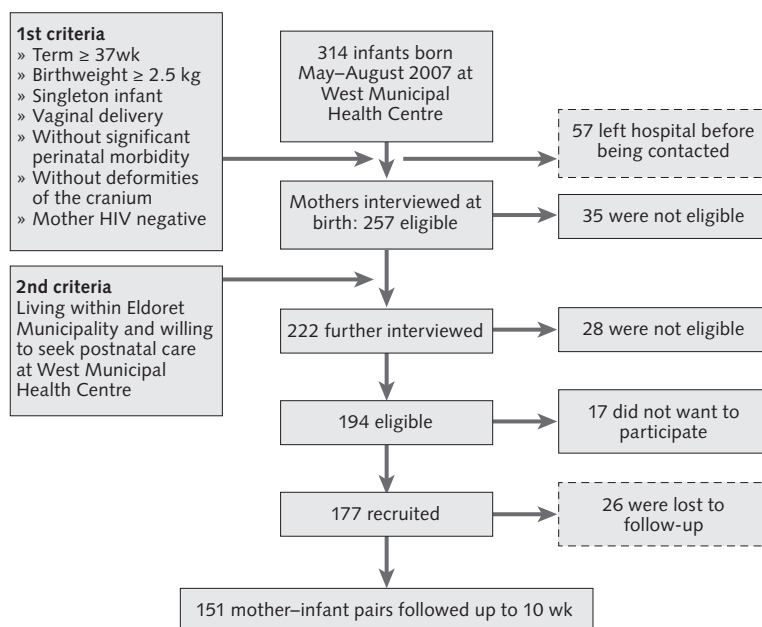 1st criteria
» Term ≥ 37wk
» Birthweight ≥ 2.5 kg
» Singleton infant
» Vaginal delivery
» Without significant
perinatal morbidity
» Without deformities
of the cranium
» Mother HIV negative
314 infants born
May–August 2007 at
West Municipal
Health Centre
57 left hospital before
being contacted
Mothers interviewed at
birth: 257 eligible
35 were not eligible
2nd criteria
Living within Eldoret
Municipality and willing
to seek postnatal care
at West Municipal
Health Centre
222 further interviewed
28 were not eligible
194 eligible
17 did not want to
participate
177 recruited
26 were lost to
follow-up
151 mother–infant pairs followed up to 10 wk